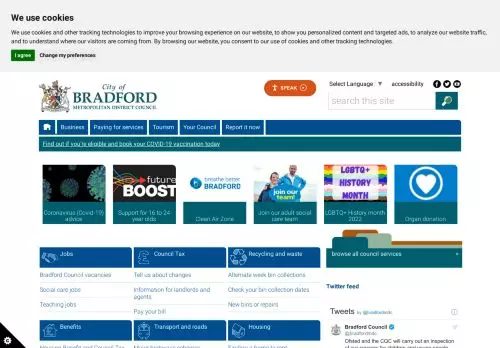 We use cookies
We use cookies and other tracking technologies to improve your browsing experience on our website, to show you personalized content and targeted ads, to analyze our website traffic,
and to understand where our visitors are coming from. By browsing our website, you consent to our use of cookies and other tracking technologies.
I agree Change my preferences
City of
BRADFORD
METROPOLITAN DISTRICT COUNCIL
SPEAK
Select Language ▼ accessibility
search this site
Business Paying for services Tourism Your Council Report it now
Find out if you're eligible and book your COVID-19 vaccination today
future
BOOST
breathe better
BRADFORD
join our
team!
LGBTQ+
HISTORY
MONTH
Coronavirus (Covid-19)
advice
Support for 16 to 24
year olds
Clean Air Zone
Join our adult social
care team
LGBTQ+ History month
2022
Organ donation
Jobs
Bradford Council vacancies
Social care jobs
Teaching jobs
Council Tax
Tell us about changes
Information for landlords and
agents
Pay your bill
Recycling and waste
Alternate week bin collections
Check your bin collection dates
New bins or repairs
browse all council services
Twitter feed
Tweets by @bradfordmdc
Bradford Council
@bradfordmdc
Ofsted and the CQC will carry out an inspection
Benefits
Transport and roads
Housing
Housing Benefit and Council Tax